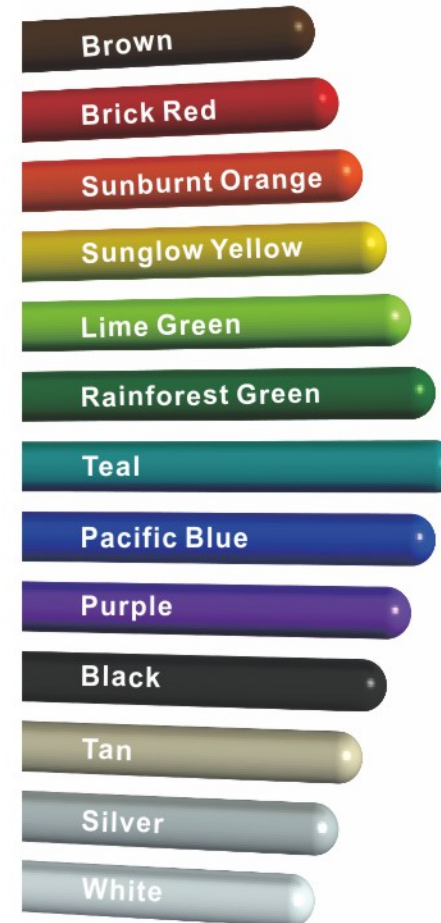 Brown
Brick Red
Sunburnt Orange
Sunglow Yellow
Lime Green
Rainforest Green
Teal
Pacific Blue
Purple
Black
Tan
Silver
White